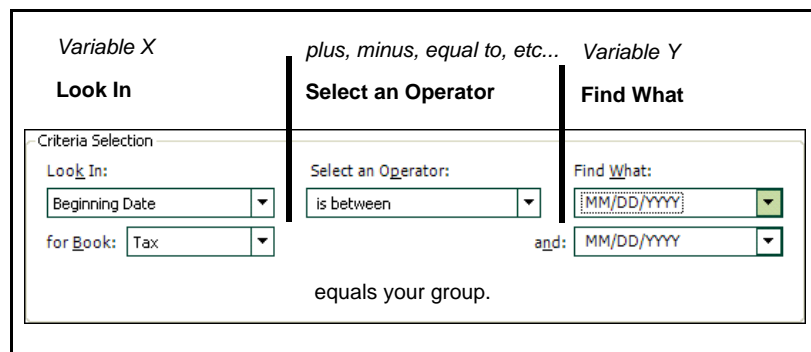 Variable X plus, minus, equal to, etc... Variable Y
Look In Select an Operator Find What
Criteria Selection
Look In: Select an Operator: Find What:
Beginning Date is between MM/DD/YYYY
for Book: Tax and: MM/DD/YYYY
equals your group.